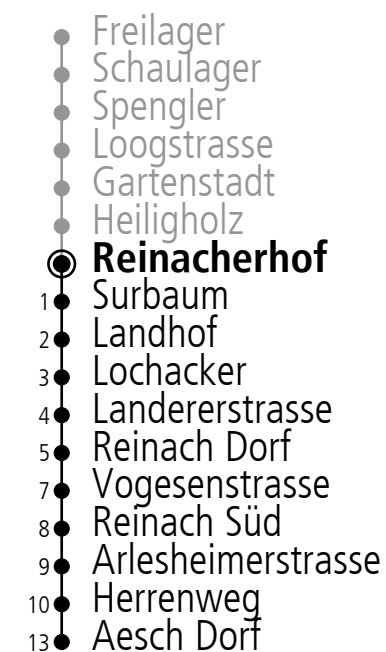 Freilager
Schaulager
Spengler
Loogstrasse
Gartenstadt
Heiligholz
Reinacherhof
1 Surbaum
2 Landhof
3 Lochacker
4 Landererstrasse
5 Reinach Dorf
7 Vogesenstrasse
8 Reinach Süd
9 Arlesheimerstrasse
10 Herrenweg
13 Aesch Dorf